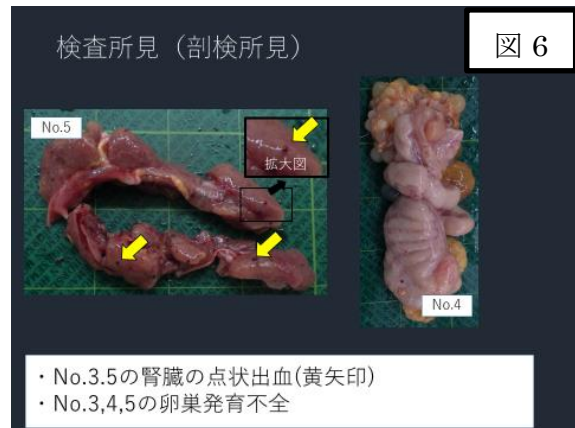 検査所見（剖検所見）
図 6
No.5
拡大図
No.4
・No.3.5の腎臓の点状出血(黄矢印)
・No.3,4,5の卵巣発育不全